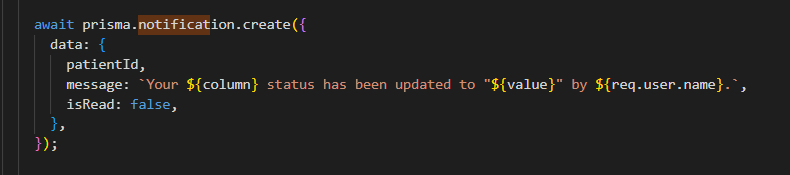 await prisma.notification.create({
data: {
patientId,
message: `Your ${column} status has been updated to "${value}" by ${req.user.name}.`,
isRead: false,
},
});